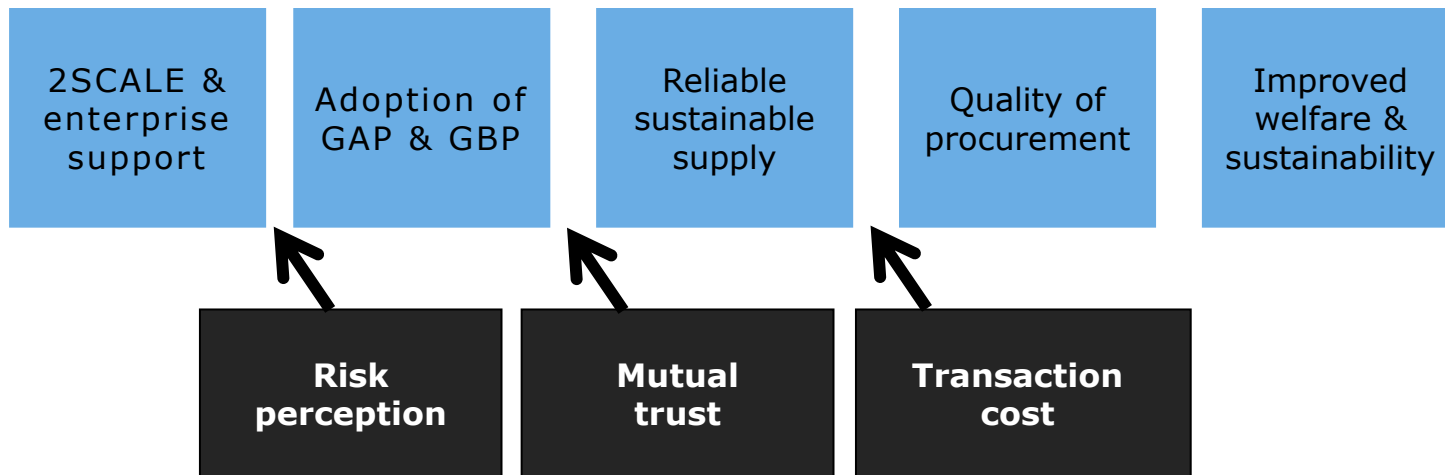 2SCALE &
enterprise
support
Adoption of
GAP & GBP
Reliable
sustainable
supply
Quality of
procurement
Improved
welfare &
sustainability
Risk
perception
Mutual
trust
Transaction
cost